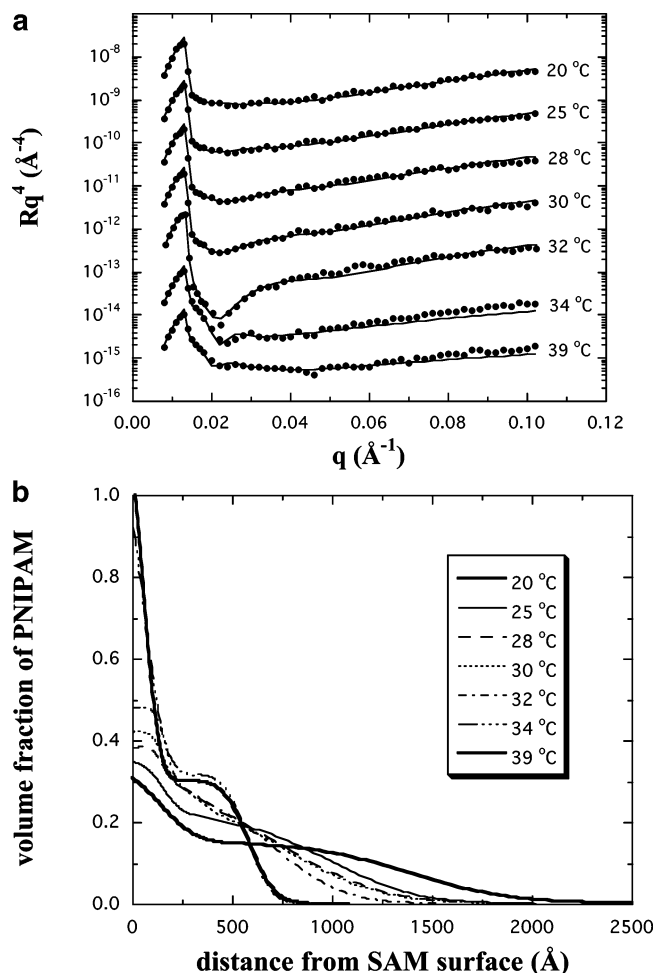 a
10⁻⁸
10⁻⁹
10⁻¹⁰
10⁻¹¹
10⁻¹²
10⁻¹³
10⁻¹⁴
10⁻¹⁵
10⁻¹⁶
Rq⁴ (Å⁻⁴)
20 °C
25 °C
28 °C
30 °C
32 °C
34 °C
39 °C
0.00 0.02 0.04 0.06 0.08 0.10 0.12
q (Å⁻¹)
b
1.0
0.8
0.6
0.4
0.2
0.0
volume fraction of PNIPAM
20 °C
25 °C
28 °C
30 °C
32 °C
34 °C
39 °C
0 500 1000 1500 2000 2500
distance from SAM surface (Å)